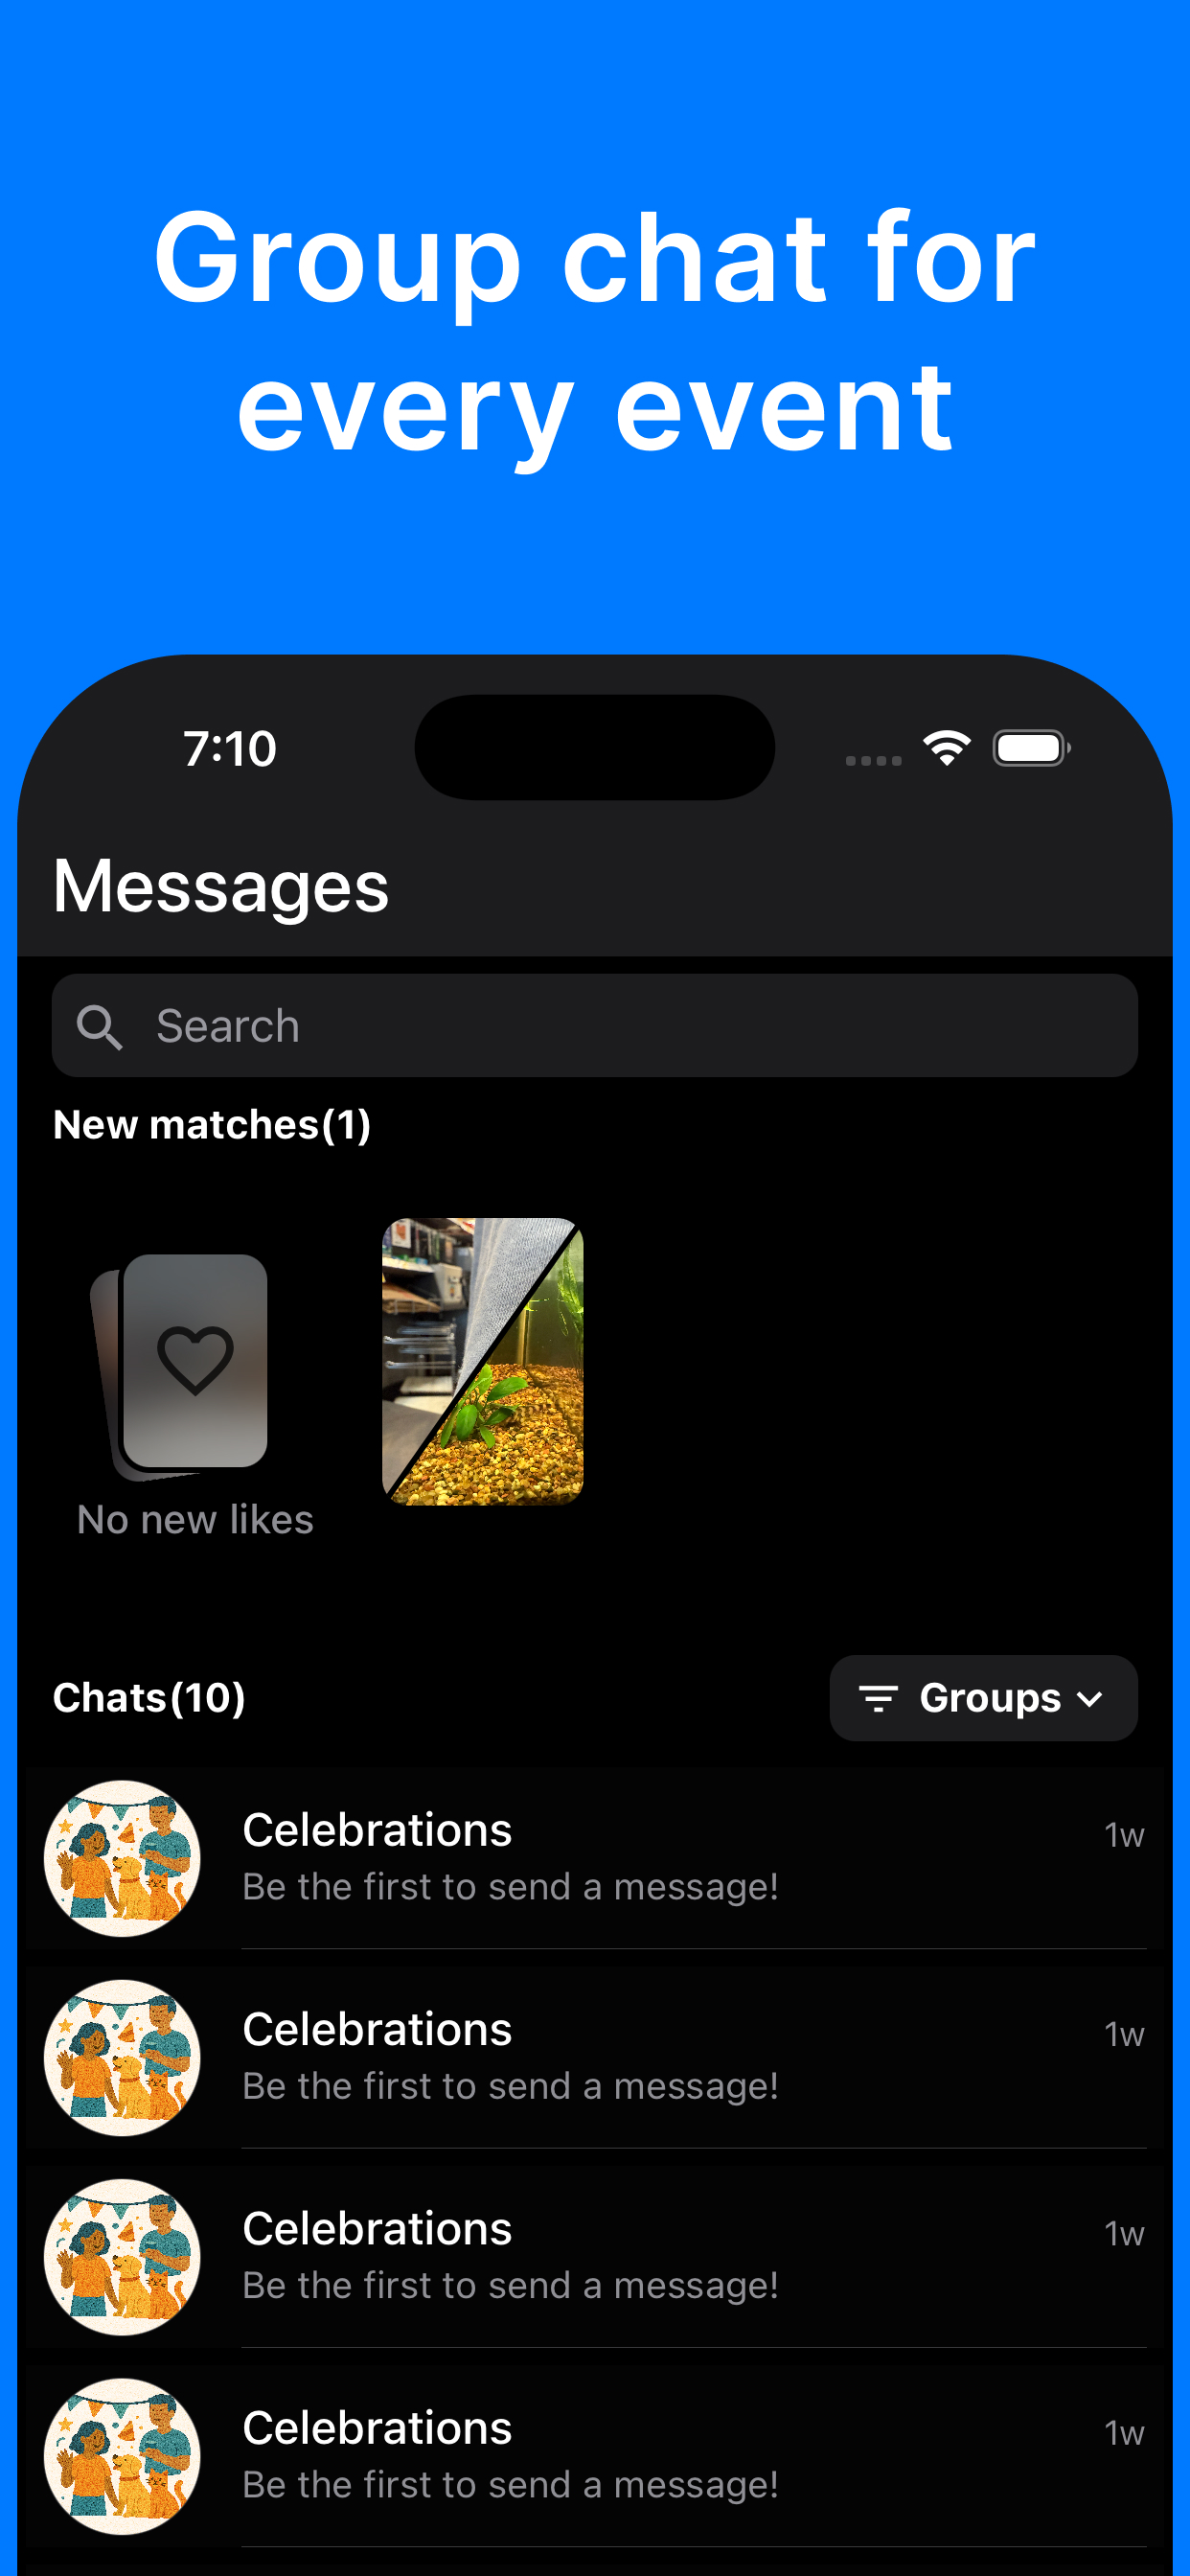 Group chat for
every event
7:10
Messages
Search
New matches(1)
No new likes
Chats(10)
Groups
Celebrations
1w
Be the first to send a message!
Celebrations
1w
Be the first to send a message!
Celebrations
1w
Be the first to send a message!
Celebrations
1w
Be the first to send a message!